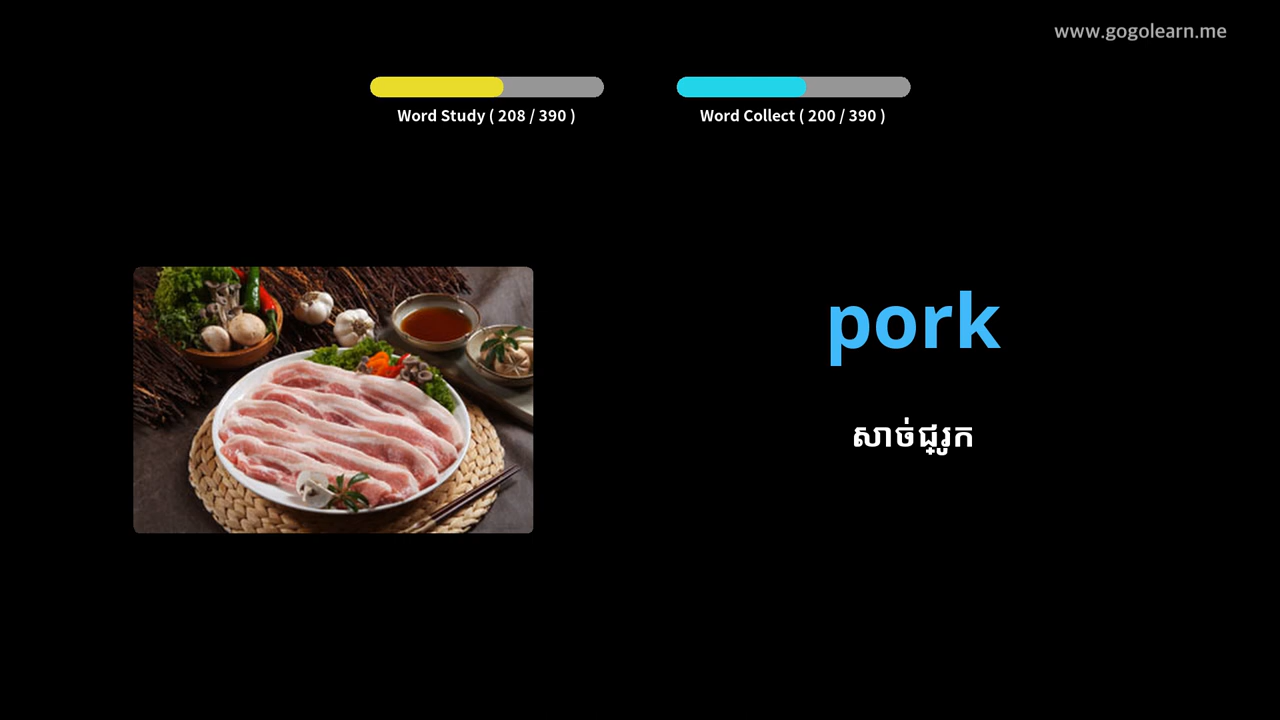 www.gogolearn.me
Word Study ( 208 / 390 )
Word Collect ( 200 / 390 )
pork
សាច់ជ្រូក